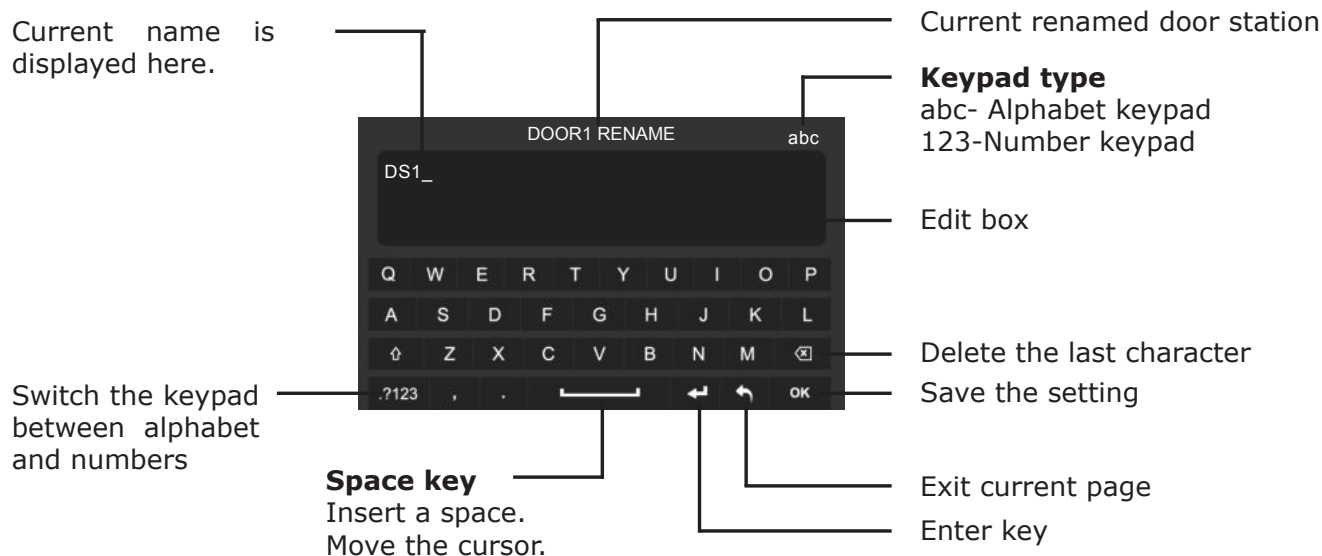 Current name is
displayed here.
Current renamed door station
Keypad type
abc- Alphabet keypad
123-Number keypad
DOOR1 RENAME
abc
DS1_
Edit box
Q W E R T Y U I O P
A S D F G H J K L
Z X C V B N M
Delete the last character
.?123 , . OK
Save the setting
Switch the keypad
between alphabet
and numbers
Space key
Insert a space.
Move the cursor.
Exit current page
Enter key